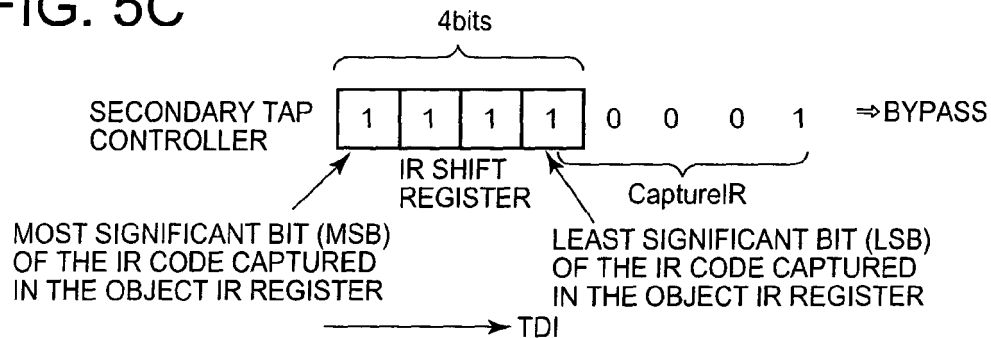 FIG. 5C
4bits
SECONDARY TAP
CONTROLLER
1 1 1 1 0 0 0 1 ⇒BYPASS
IR SHIFT
REGISTER
CaptureIR
MOST SIGNIFICANT BIT (MSB)
OF THE IR CODE CAPTURED
IN THE OBJECT IR REGISTER
LEAST SIGNIFICANT BIT (LSB)
OF THE IR CODE CAPTURED
IN THE OBJECT IR REGISTER
TDI